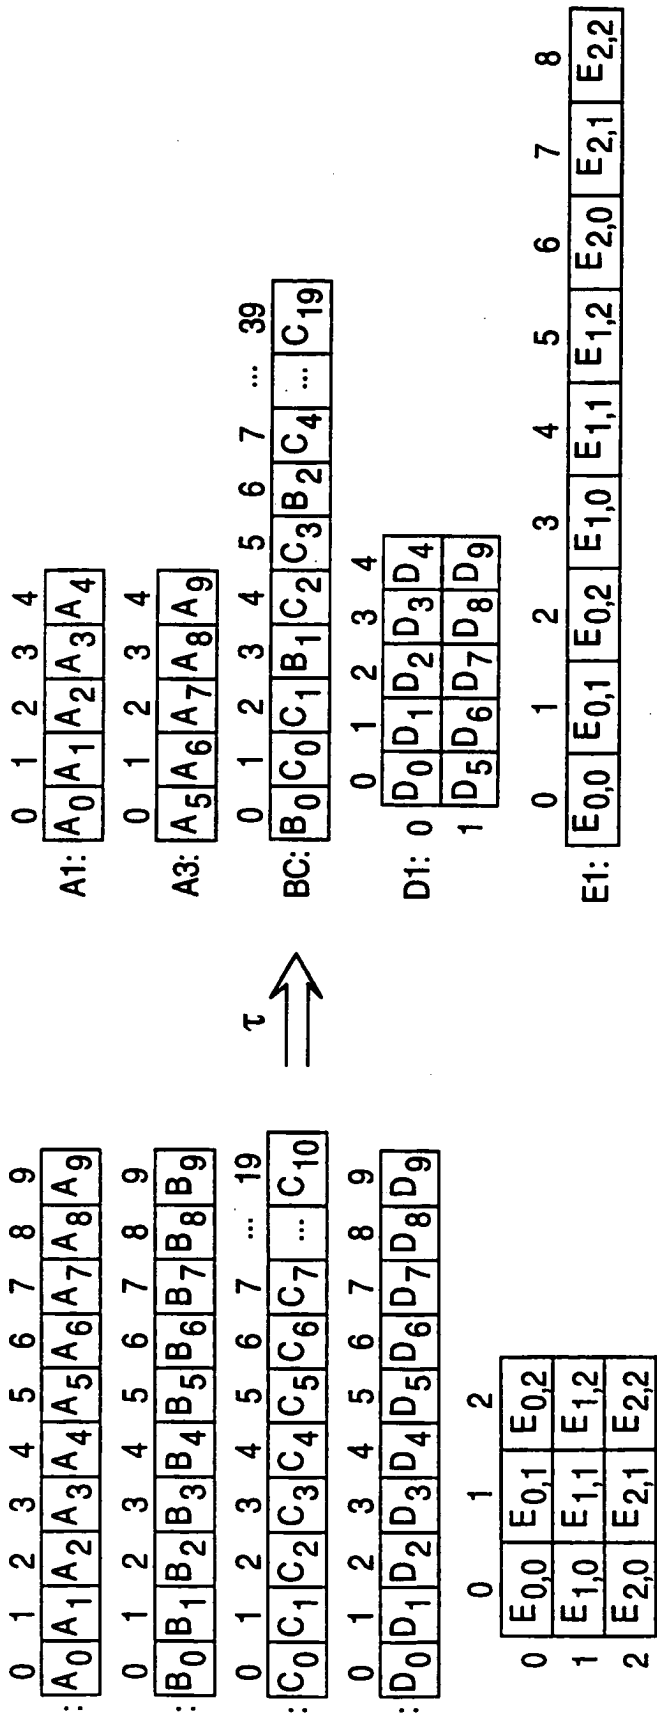 0 1 2 3 4 5 6 7 8 9
: A0 A1 A2 A3 A4 A5 A6 A7 A8 A9
0 1 2 3 4 5 6 7 8 9
: B0 B1 B2 B3 B4 B5 B6 B7 B8 B9
0 1 2 3 4 5 6 7 ... 19
: C0 C1 C2 C3 C4 C5 C6 C7 ... C10
0 1 2 3 4 5 6 7 8 9
: D0 D1 D2 D3 D4 D5 D6 D7 D8 D9
0 1 2
0 E0,0 E0,1 E0,2
1 E1,0 E1,1 E1,2
2 E2,0 E2,1 E2,2
τ
0 1 2 3 4
A1: A0 A1 A2 A3 A4
0 1 2 3 4
A3: A5 A6 A7 A8 A9
0 1 2 3 4 5 6 7 ... 39
BC: B0 C0 C1 B1 C2 C3 B2 C4 ... C19
0 1 2 3 4
D1: 0 D0 D1 D2 D3 D4
1 D5 D6 D7 D8 D9
0 1 2 3 4 5 6 7 8
E1: E0,0 E0,1 E0,2 E1,0 E1,1 E1,2 E2,0 E2,1 E2,2